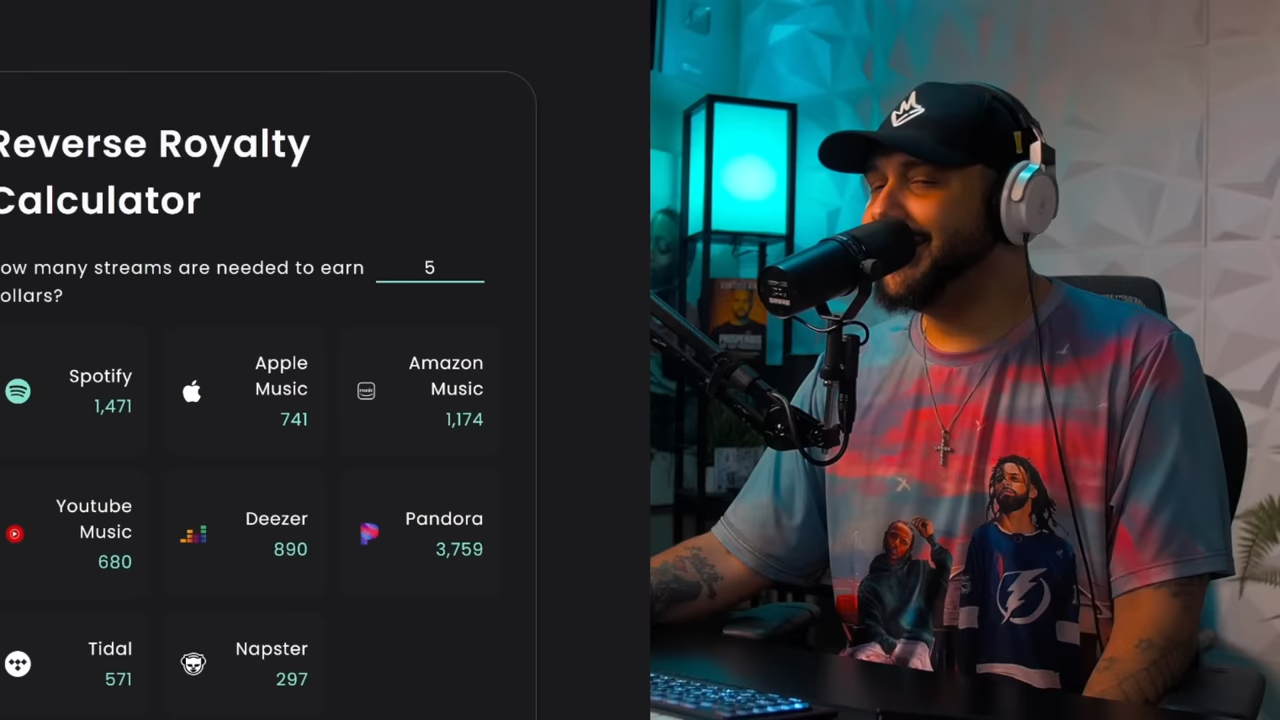 Reverse Royalty
Calculator
ow many streams are needed to earn 5
ollars?
Spotify
1,471
Apple
Music
741
Amazon
Music
1,174
Youtube
Music
680
Deezer
890
Pandora
3,759
Tidal
571
Napster
297